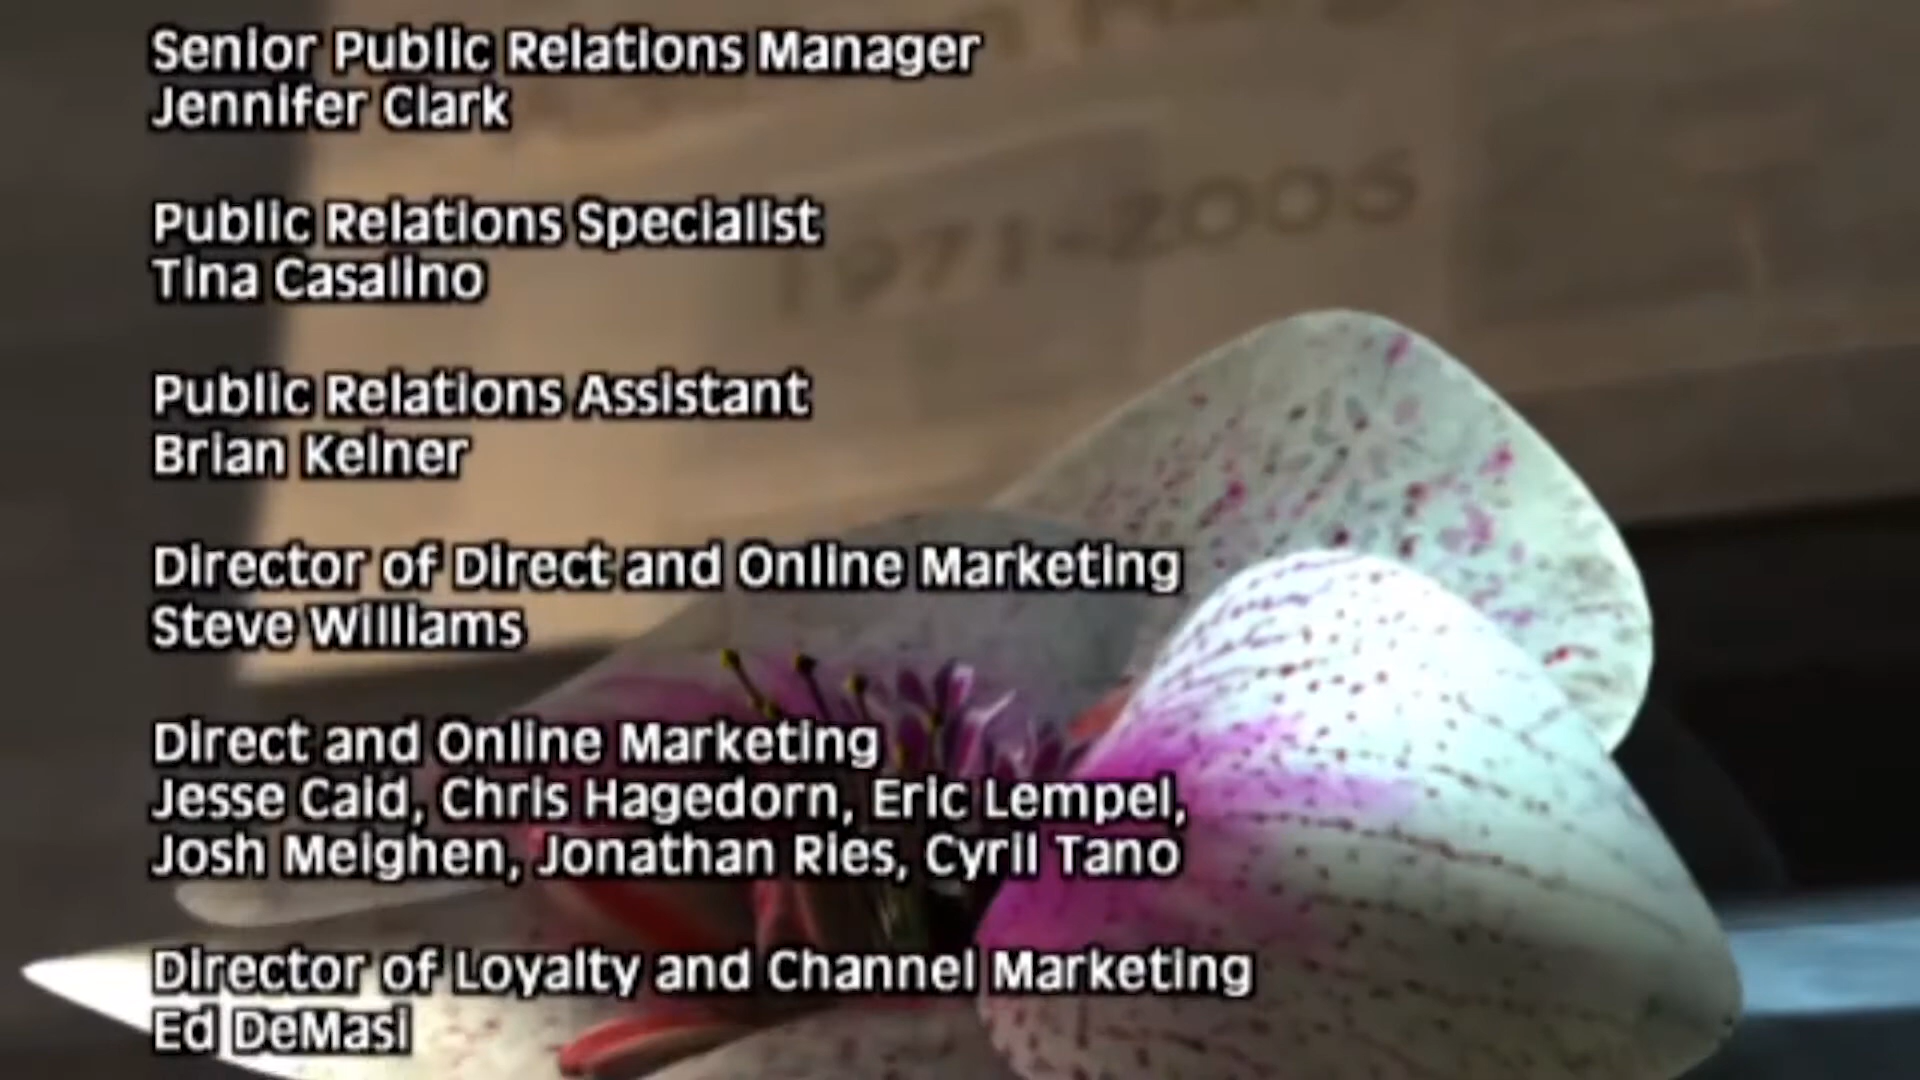 Senior Public Relations Manager
Jennifer Clark
1971-2006
Public Relations Specialist
Tina Casalino
Public Relations Assistant
Brian Kelner
Director of Direct and Online Marketing
Steve Williams
Direct and Online Marketing
Jesse Caid, Chris Hagedorn, Eric Lempel,
Josh Meighen, Jonathan Ries, Cyril Tano
Director of Loyalty and Channel Marketing
Ed DeMasi